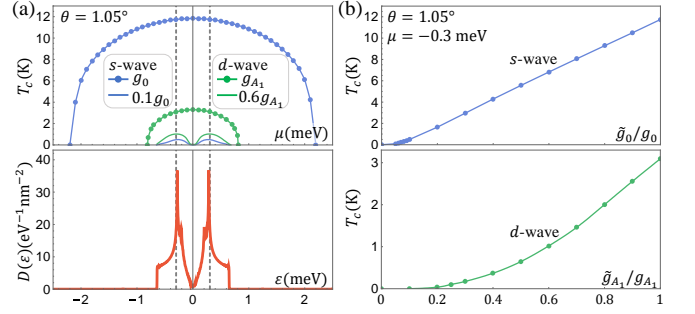 (a)
θ = 1.05°
12
10
8
6
4
2
0
T_c(K)
s-wave
g_0
0.1g_0
d-wave
g_{A_1}
0.6g_{A_1}
μ(meV)
40
30
20
10
0
D(ε)(eV⁻¹nm⁻²)
ε(meV)
−2 −1 0 1 2
(b)
θ = 1.05°
μ = −0.3 meV
12
10
8
6
4
2
0
T_c(K)
s-wave
g̃_0/g_0
3
2
1
0
T_c(K)
d-wave
g̃_{A_1}/g_{A_1}
0 0.2 0.4 0.6 0.8 1